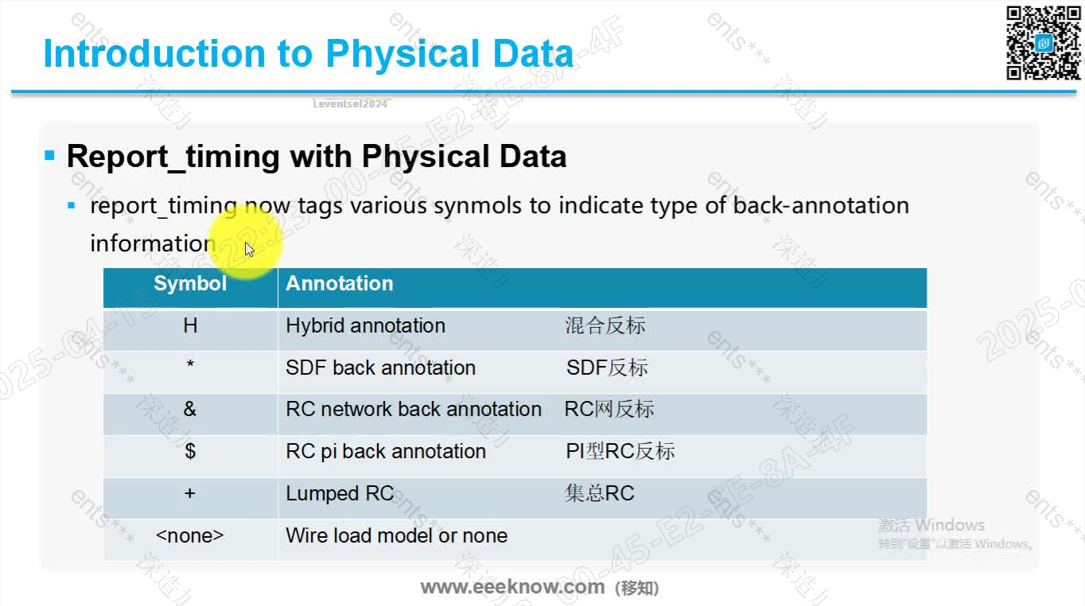 Introduction to Physical Data
Leventsel2024
Report_timing with Physical Data
report_timing now tags various synmols to indicate type of back-annotation
information
Symbol Annotation
H Hybrid annotation 混合反标
* SDF back annotation SDF反标
& RC network back annotation RC网反标
$ RC pi back annotation PI型RC反标
+ Lumped RC 集总RC
<none> Wire load model or none
激活 Windows
转到"设置"以激活 Windows。
www.eeeknow.com (移知)